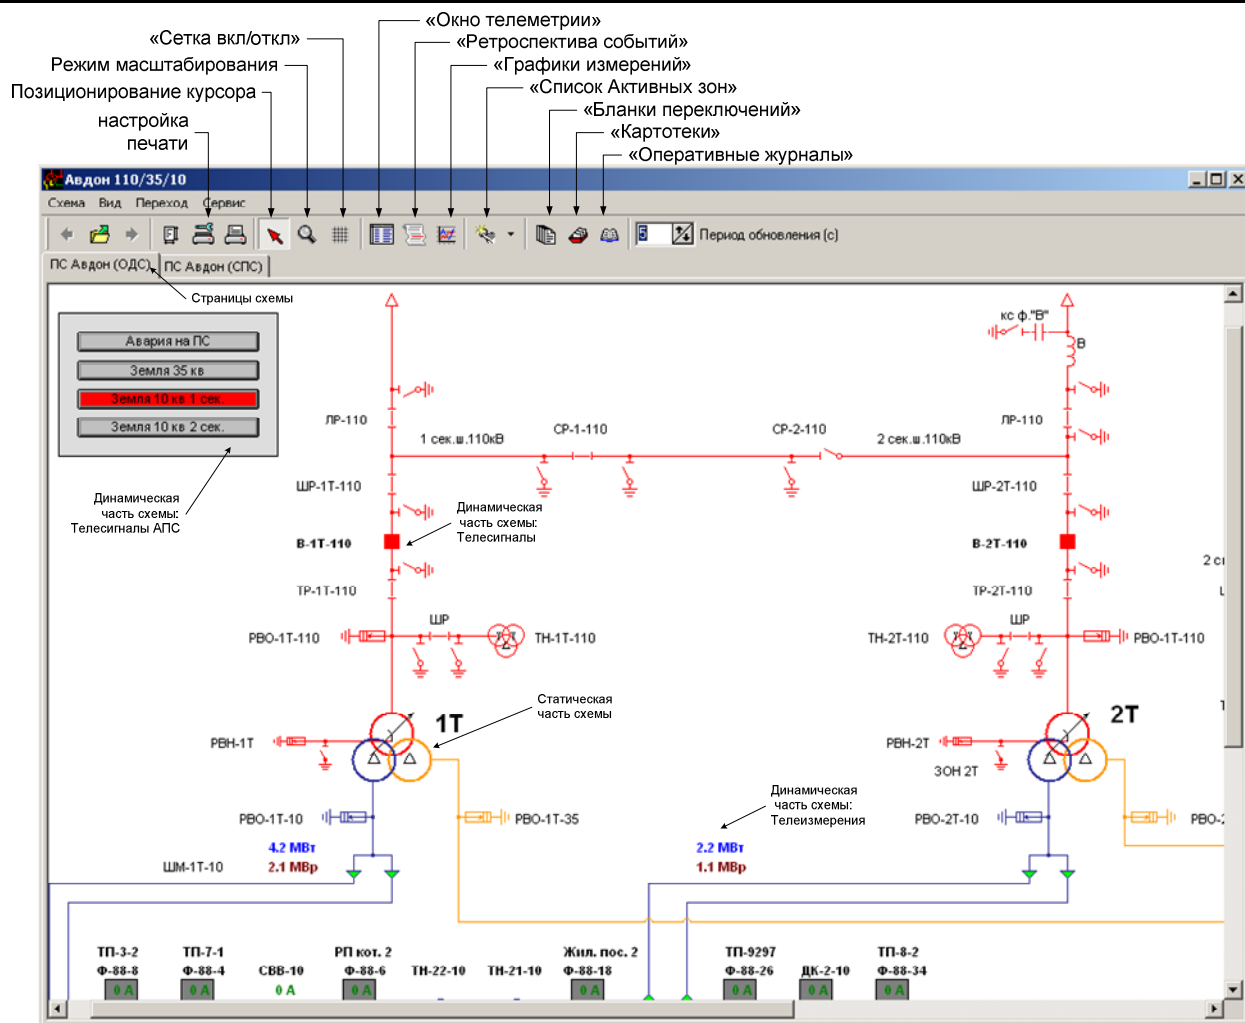 «Окно телеметрии»
«Сетка вкл/откл»
«Ретроспектива событий»
Режим масштабирования
«Графики измерений»
Позиционирование курсора
«Список Активных зон»
настройка
печати
«Бланки переключений»
«Картотеки»
«Оперативные журналы»
Авдон 110/35/10
Схема Вид Переход Сервис
5 Период обновления (с)
ПС Авдон (ОДС) ПС Авдон (СПС)
Страницы схемы
Авария на ПС
Земля 35 кв
Земля 10 кв 1 сек.
Земля 10 кв 2 сек.
Динамическая
часть схемы:
Телесигналы АПС
кс ф."В"
В
ЛР-110
1 сек.ш.110кВ
СР-1-110
СР-2-110
2 сек.ш.110кВ
ЛР-110
ШР-1Т-110
ШР-2Т-110
Динамическая
часть схемы:
Телесигналы
В-1Т-110
В-2Т-110
ТР-1Т-110
ТР-2Т-110
РВО-1Т-110
ШР
ТН-1Т-110
ТН-2Т-110
ШР
РВО-1Т-110
Статическая
часть схемы
1Т
2Т
РВН-1Т
РВН-2Т
ЗОН 2Т
Динамическая
часть схемы:
Телеизмерения
РВО-1Т-10
РВО-1Т-35
РВО-2Т-10
РВО-2
4.2 МВт
2.1 МВр
2.2 МВт
1.1 МВр
ШМ-1Т-10
ТП-3-2 ТП-7-1 РП кот. 2 Жил. пос. 2 ТП-9297 ТП-8-2
Ф-88-8 Ф-88-4 СВВ-10 Ф-88-6 ТН-22-10 ТН-21-10 Ф-88-18 Ф-88-26 ДК-2-10 Ф-88-34
0 А 0 А 0 А 0 А 0 А 0 А 0 А 0 А